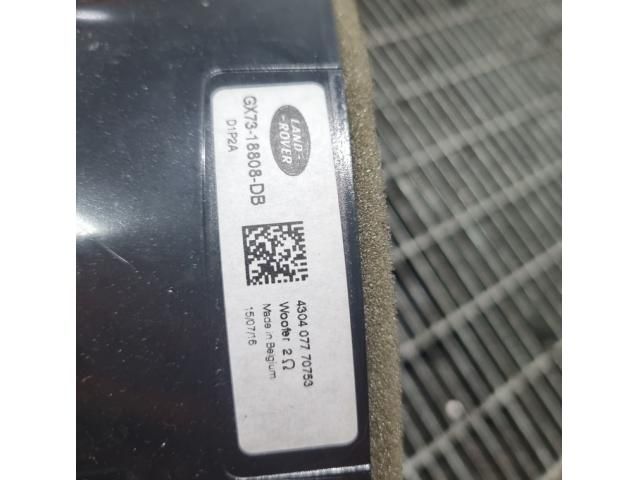 LAND
ROVER
GX73-18808-DB
D1P2A
4304 077 70753
Woofer 2 Ω
Made in Belgium
15/07/16